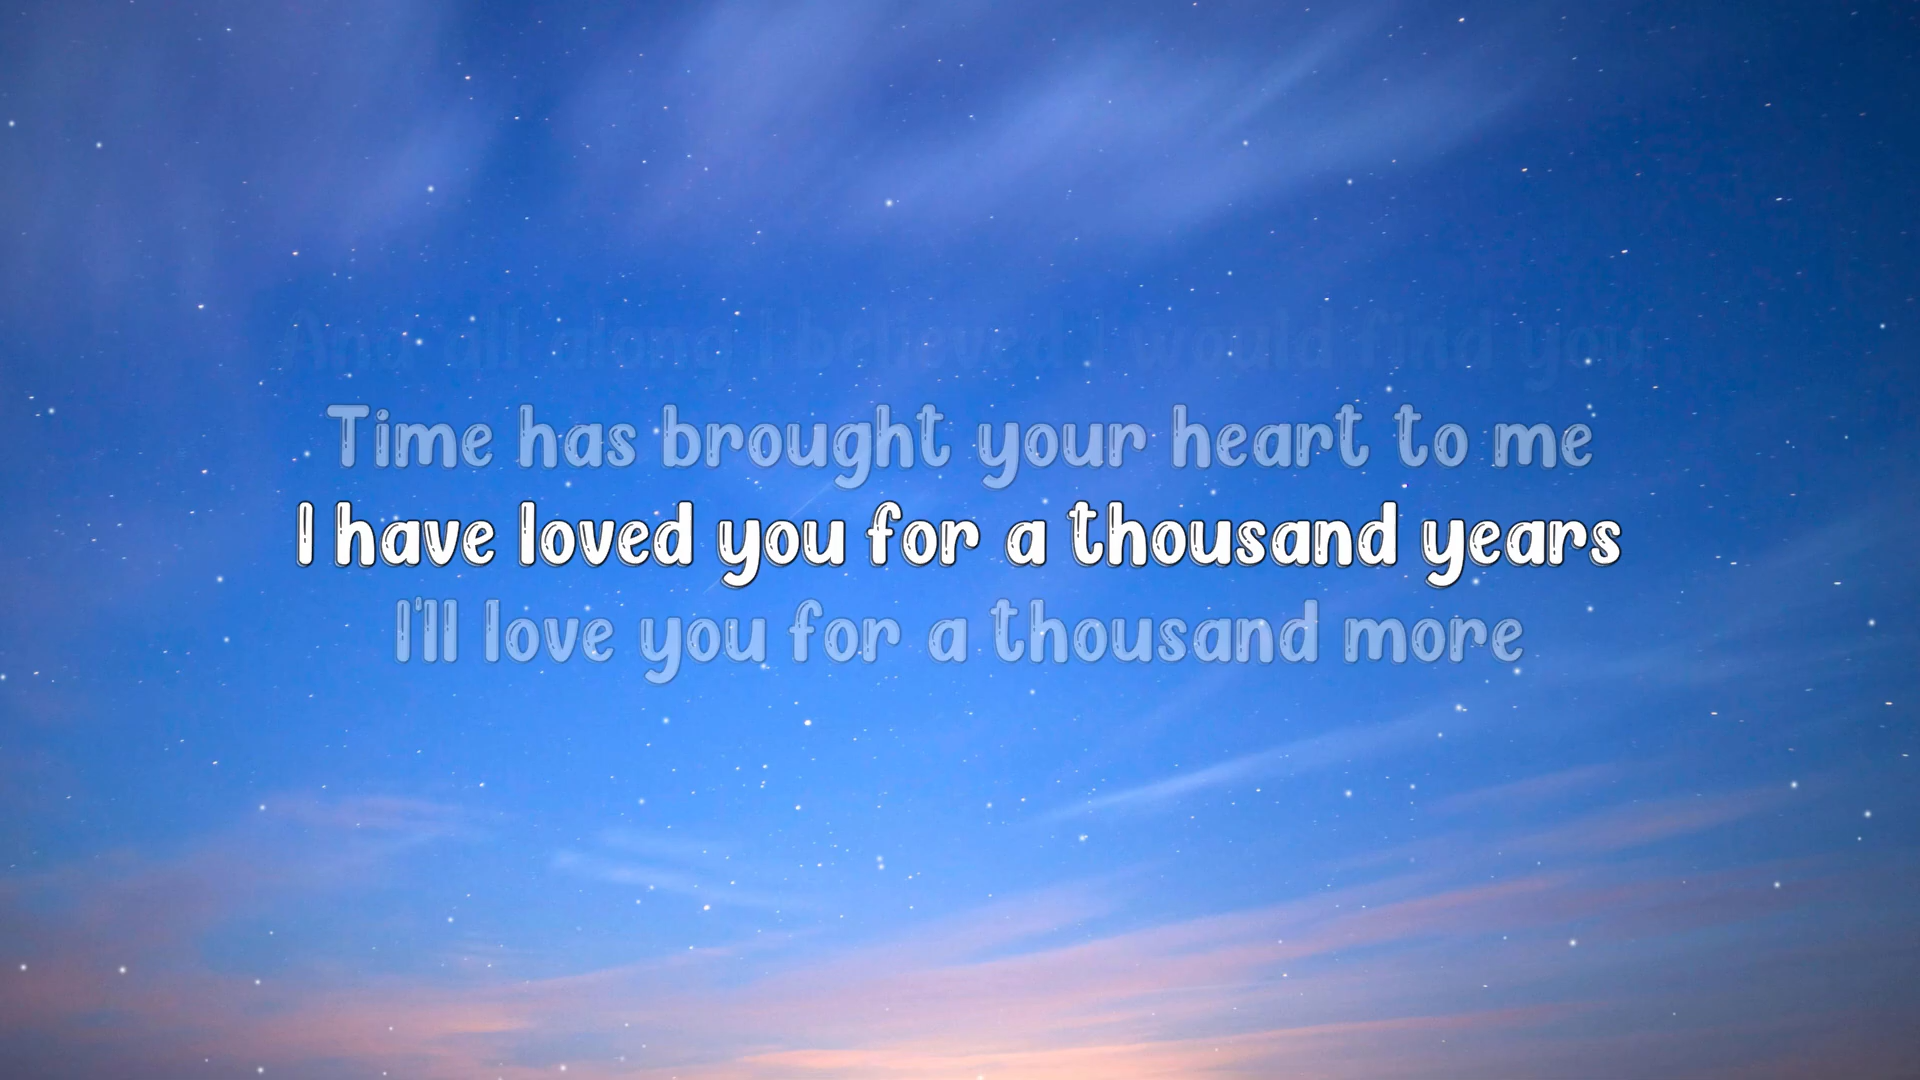 And all along I believed I would find you
Time has brought your heart to me
I have loved you for a thousand years
I'll love you for a thousand more